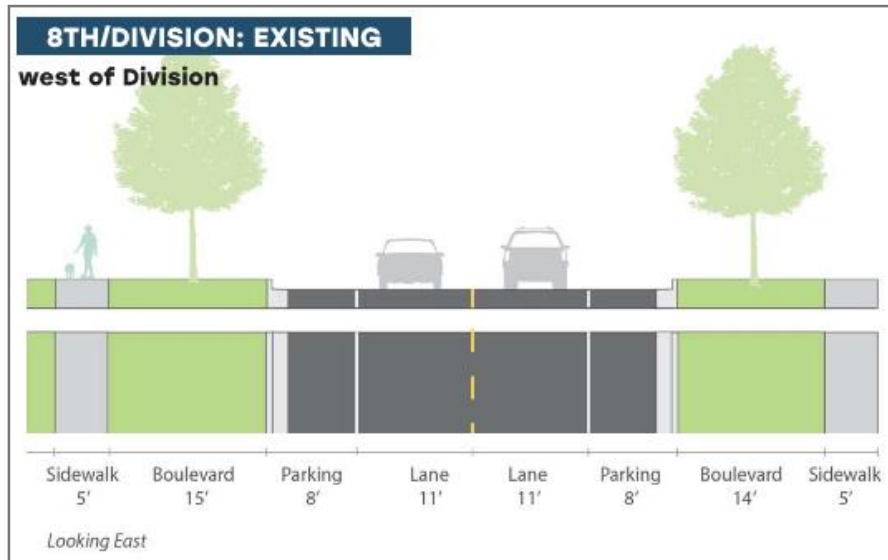 8TH/DIVISION: EXISTING
west of Division
Sidewalk Boulevard Parking Lane Lane Parking Boulevard Sidewalk
5' 15' 8' 11' 11' 8' 14' 5'
Looking East